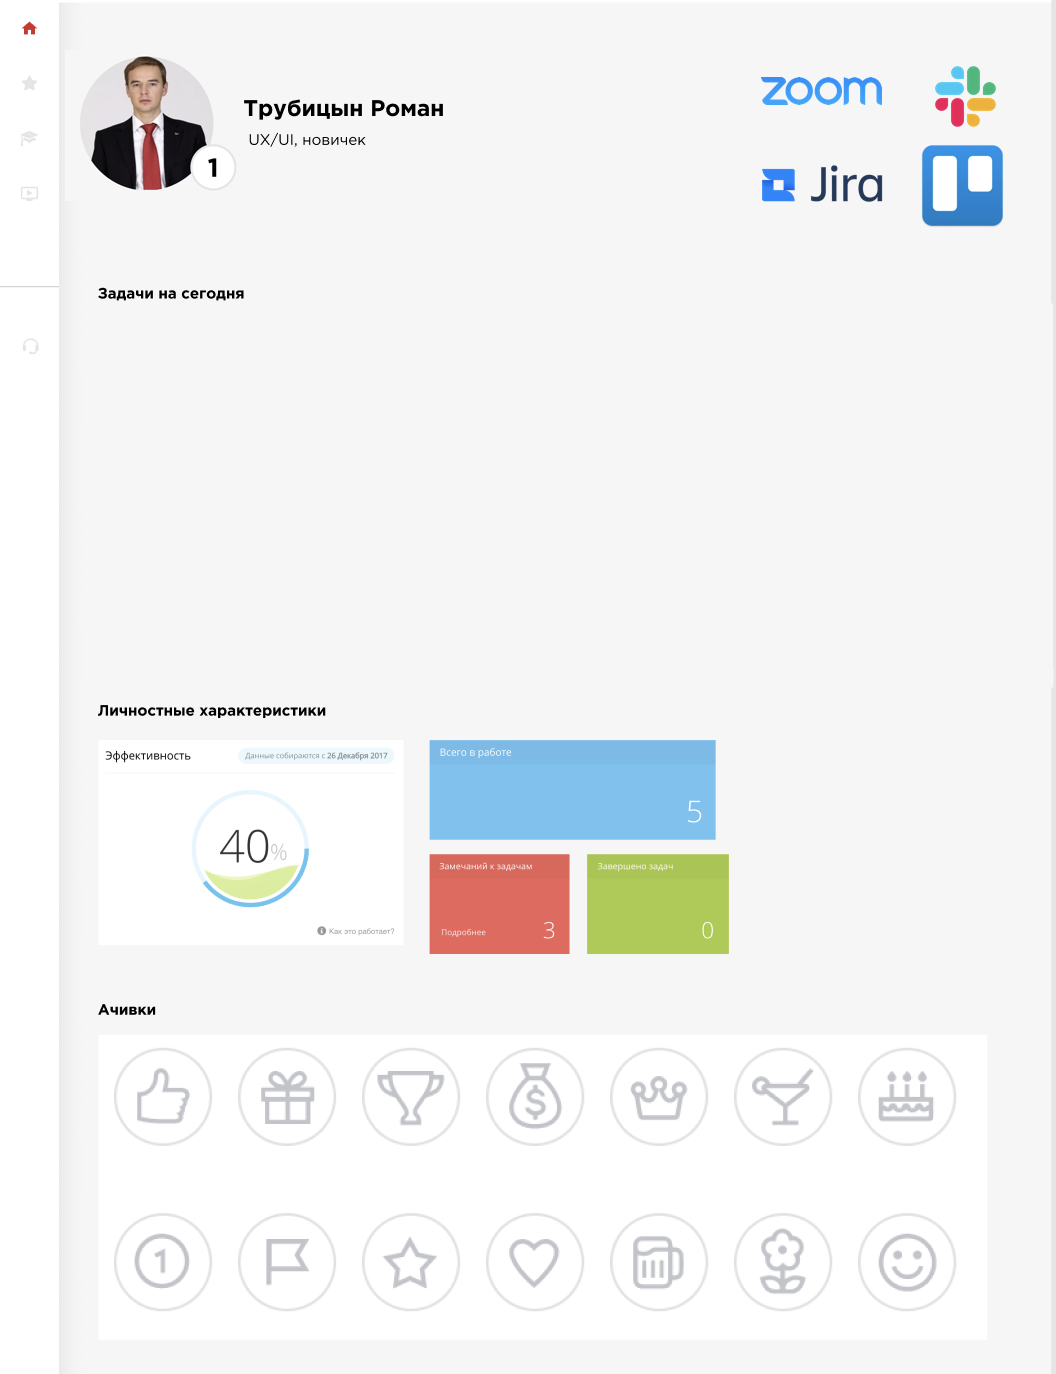 Трубицын Роман
UX/UI, новичек
1
zoom
Jira
Задачи на сегодня
Личностные характеристики
Эффективность
Данные собираются с 26 Декабря 2017
40%
Как это работает?
Всего в работе
5
Замечаний к задачам
Подробнее
3
Завершено задач
0
Ачивки
$
1